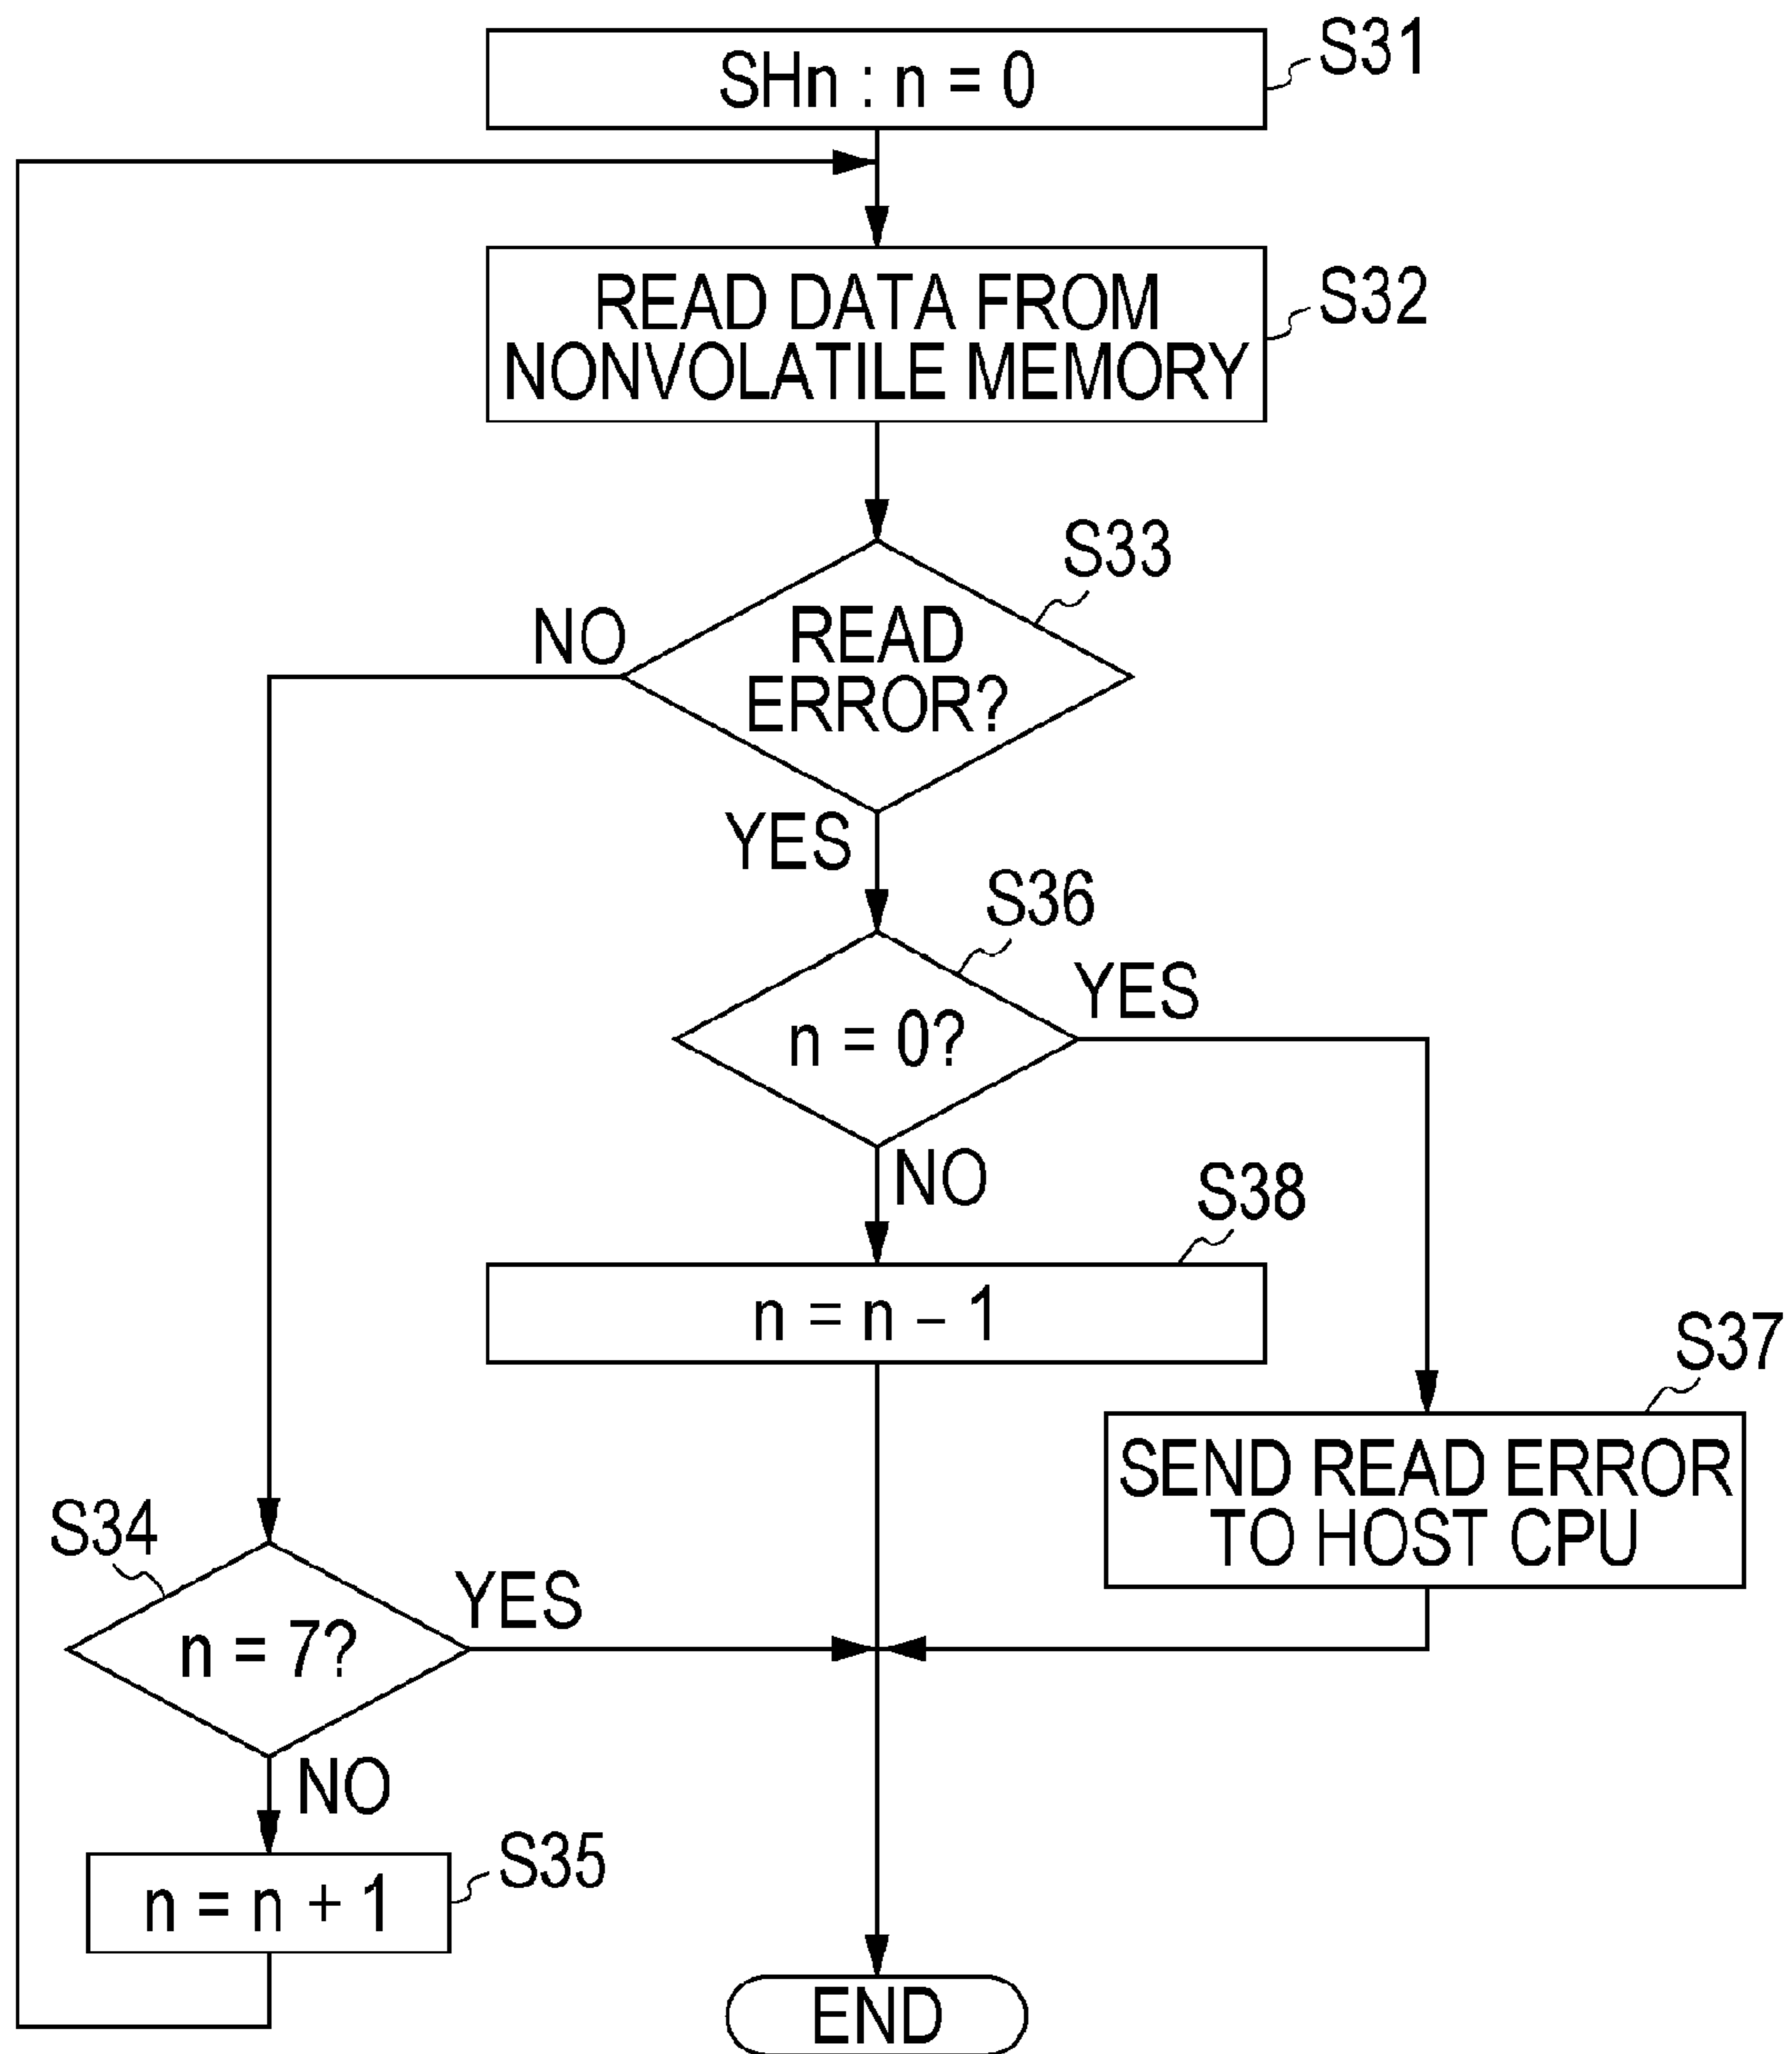 SHn : n = 0
S31
READ DATA FROM
NONVOLATILE MEMORY
S32
S33
READ
ERROR?
NO
YES
S36
n = 0?
YES
NO
S38
n = n – 1
S37
SEND READ ERROR
TO HOST CPU
S34
n = 7?
YES
NO
S35
n = n + 1
END